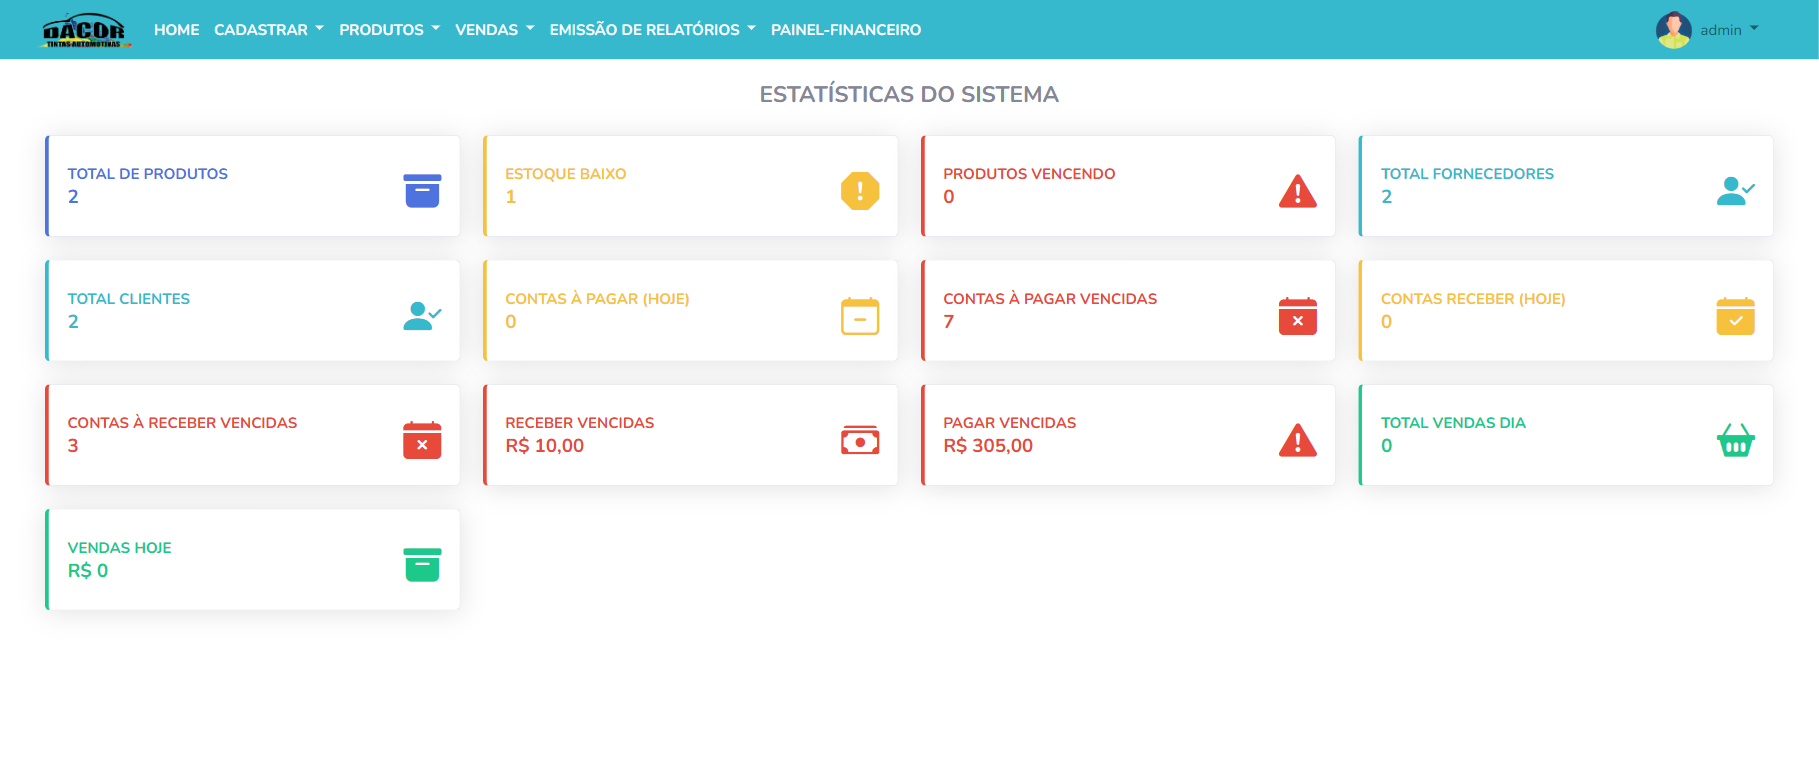 DACOR
TINTAS AUTOMOTIVAS
HOME CADASTRAR PRODUTOS VENDAS EMISSÃO DE RELATÓRIOS PAINEL-FINANCEIRO admin
ESTATÍSTICAS DO SISTEMA
TOTAL DE PRODUTOS
2
ESTOQUE BAIXO
1
PRODUTOS VENCENDO
0
TOTAL FORNECEDORES
2
TOTAL CLIENTES
2
CONTAS À PAGAR (HOJE)
0
CONTAS À PAGAR VENCIDAS
7
CONTAS RECEBER (HOJE)
0
CONTAS À RECEBER VENCIDAS
3
RECEBER VENCIDAS
R$ 10,00
PAGAR VENCIDAS
R$ 305,00
TOTAL VENDAS DIA
0
VENDAS HOJE
R$ 0